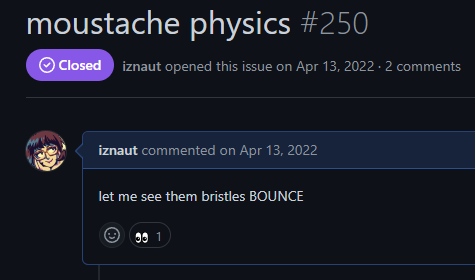 moustache physics #250
Closed iznaut opened this issue on Apr 13, 2022 · 2 comments
iznaut commented on Apr 13, 2022
let me see them bristles BOUNCE
👀 1